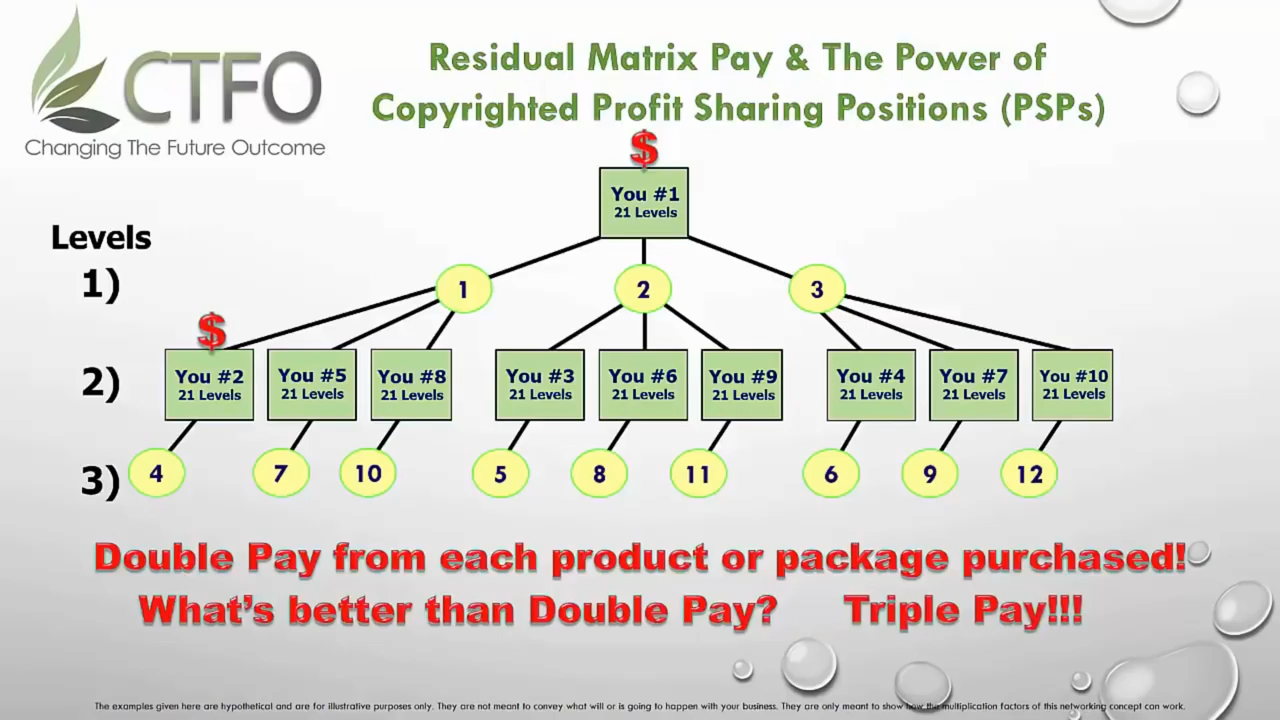 CTFO
Changing The Future Outcome
Residual Matrix Pay & The Power of
Copyrighted Profit Sharing Positions (PSPs)
$
You #1
21 Levels
Levels
1)
1
2
3
$
2)
You #2
21 Levels
You #5
21 Levels
You #8
21 Levels
You #3
21 Levels
You #6
21 Levels
You #9
21 Levels
You #4
21 Levels
You #7
21 Levels
You #10
21 Levels
3)
4
7
10
5
8
11
6
9
12
Double Pay from each product or package purchased!
What's better than Double Pay? Triple Pay!!!
The examples given here are hypothetical and are for illustrative purposes only. They are not meant to convey what will or is going to happen with your business. They are only meant to show how the multiplication factors of this networking concept can work.